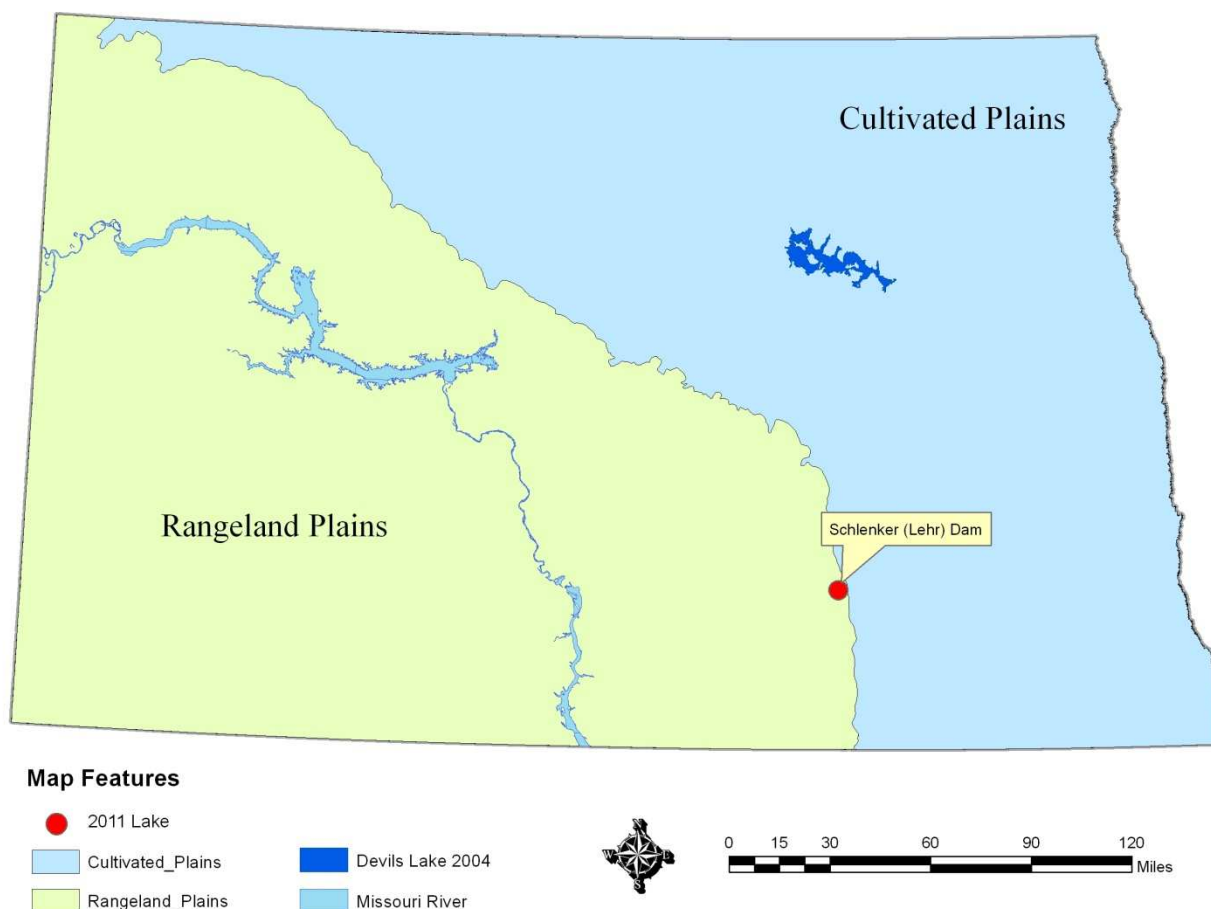 Cultivated Plains
Rangeland Plains
Schlenker (Lehr) Dam
Map Features
2011 Lake
Cultivated_Plains
Rangeland_Plains
Devils Lake 2004
Missouri River
N
W E
S
0 15 30 60 90 120
Miles